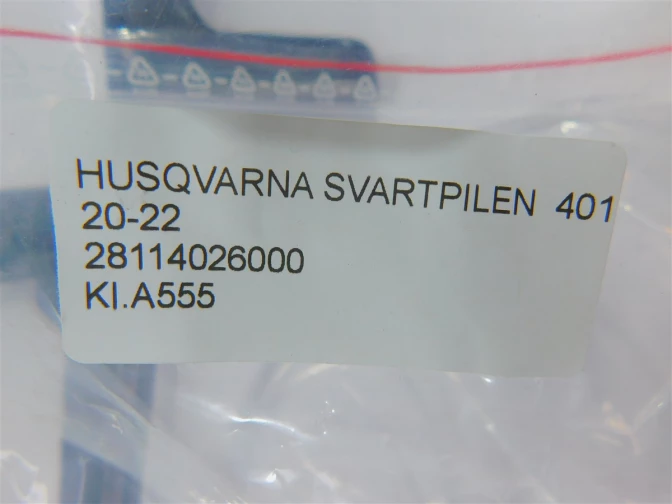 HUSQVARNA SVARTPILEN 401
20-22
28114026000
KI.A555